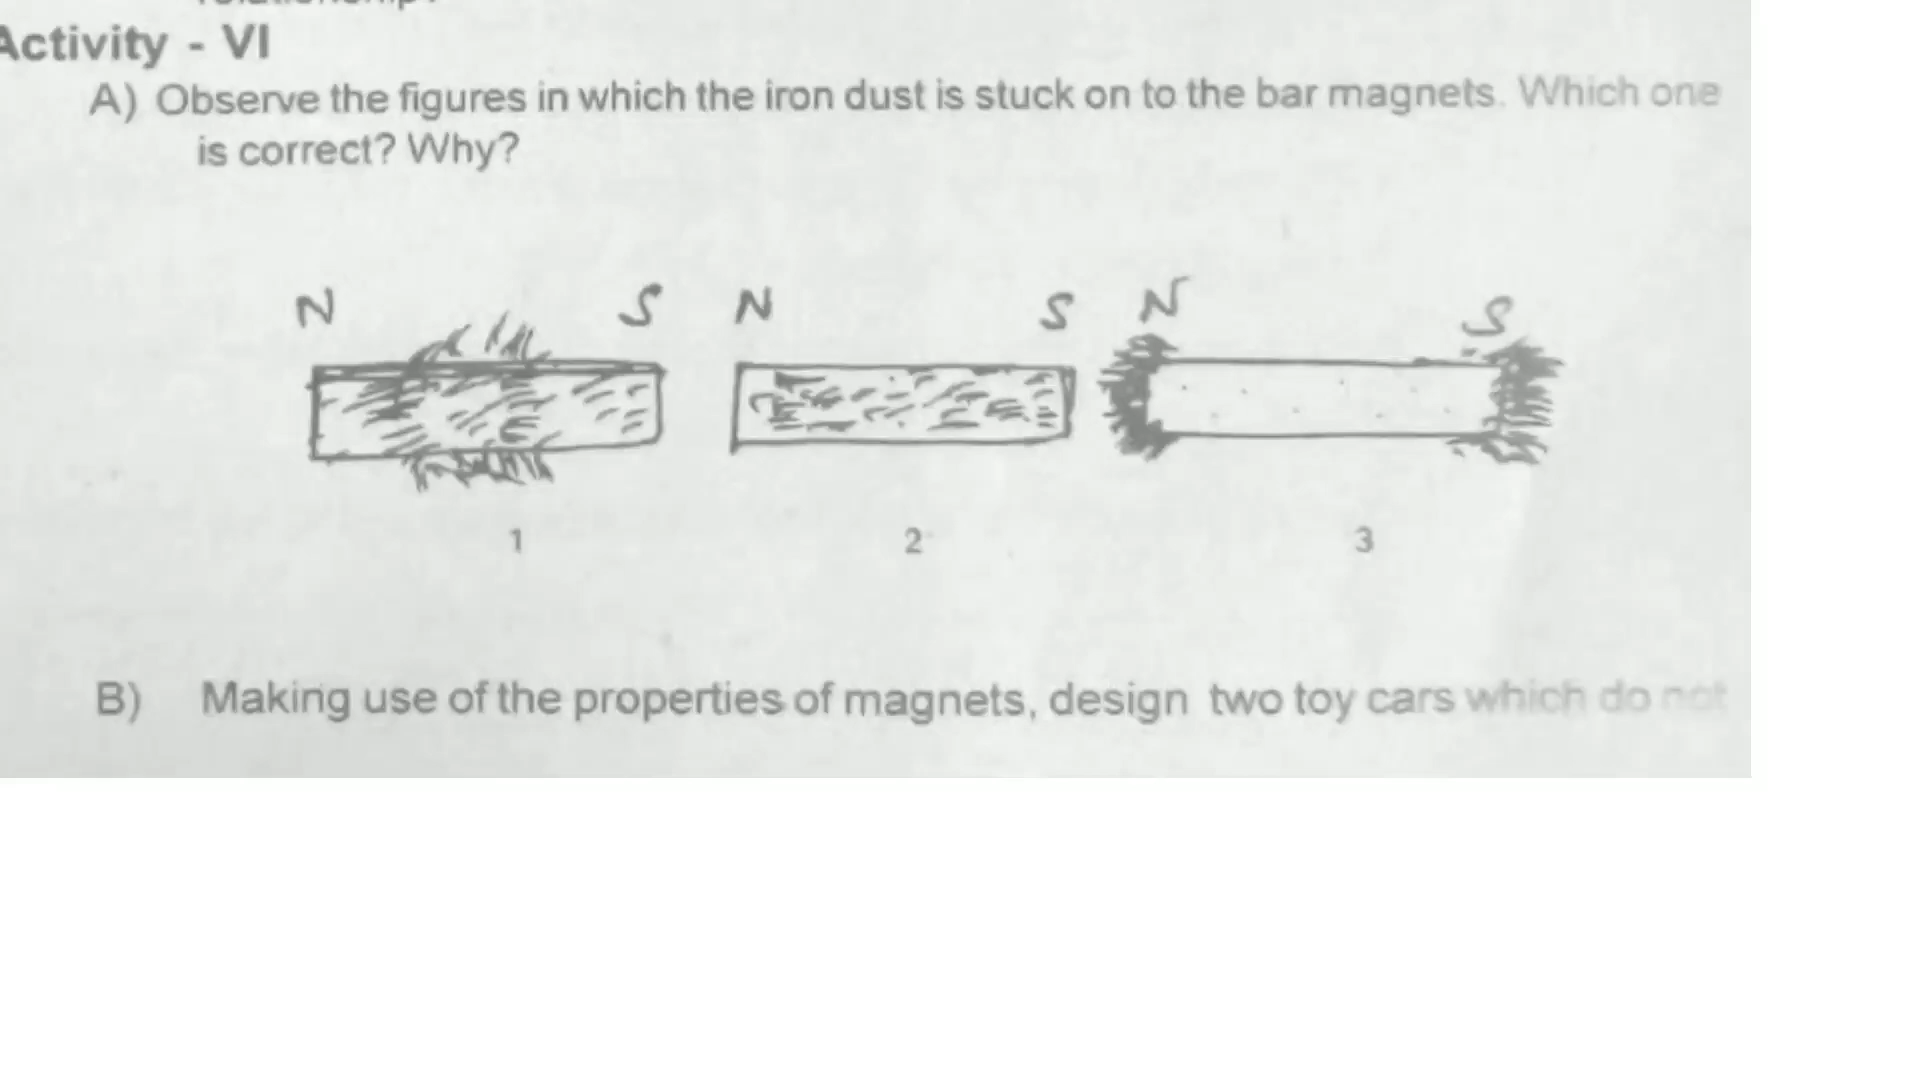 Activity - VI
A) Observe the figures in which the iron dust is stuck on to the bar magnets. Which one
is correct? Why?
N S N S N S
1 2 3
B) Making use of the properties of magnets, design two toy cars which do not